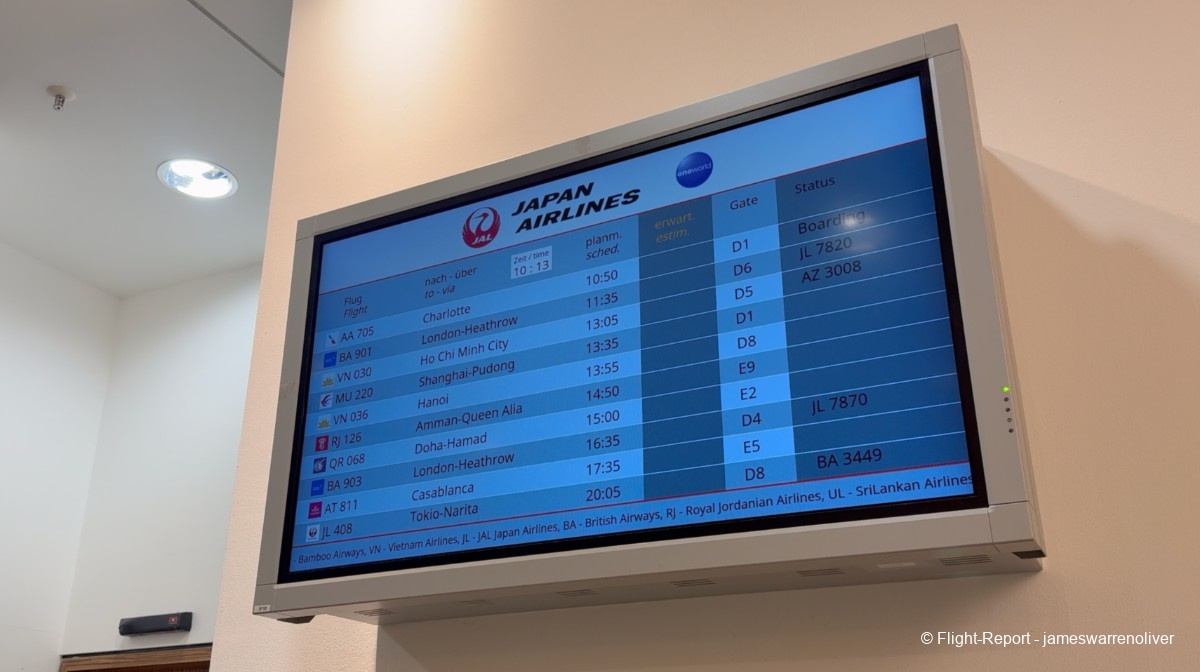 JAL
JAPAN
AIRLINES
oneworld
Flug nach - über Zeit / time planm. erwart. Gate Status
Flight to - via 10 : 13 sched. estim.
AA 705 Charlotte 10:50 D1 Boarding
BA 901 London-Heathrow 11:35 D6 JL 7820
VN 030 Ho Chi Minh City 13:05 D5 AZ 3008
MU 220 Shanghai-Pudong 13:35 D1
VN 036 Hanoi 13:55 D8
RJ 126 Amman-Queen Alia 14:50 E9
QR 068 Doha-Hamad 15:00 E2
BA 903 London-Heathrow 16:35 D4 JL 7870
AT 811 Casablanca 17:35 E5
JL 408 Tokio-Narita 20:05 D8 BA 3449
- Bamboo Airways, VN - Vietnam Airlines, JL - JAL Japan Airlines, BA - British Airways, RJ - Royal Jordanian Airlines, UL - SriLankan Airlines
© Flight-Report - jameswarrenoliver